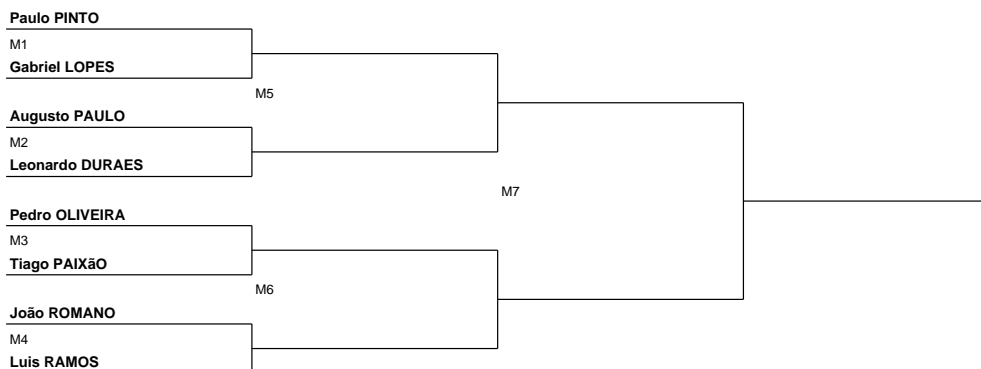 Paulo PINTO
M1
Gabriel LOPES
M5
Augusto PAULO
M2
Leonardo DURAES
M7
Pedro OLIVEIRA
M3
Tiago PAIXãO
M6
João ROMANO
M4
Luis RAMOS